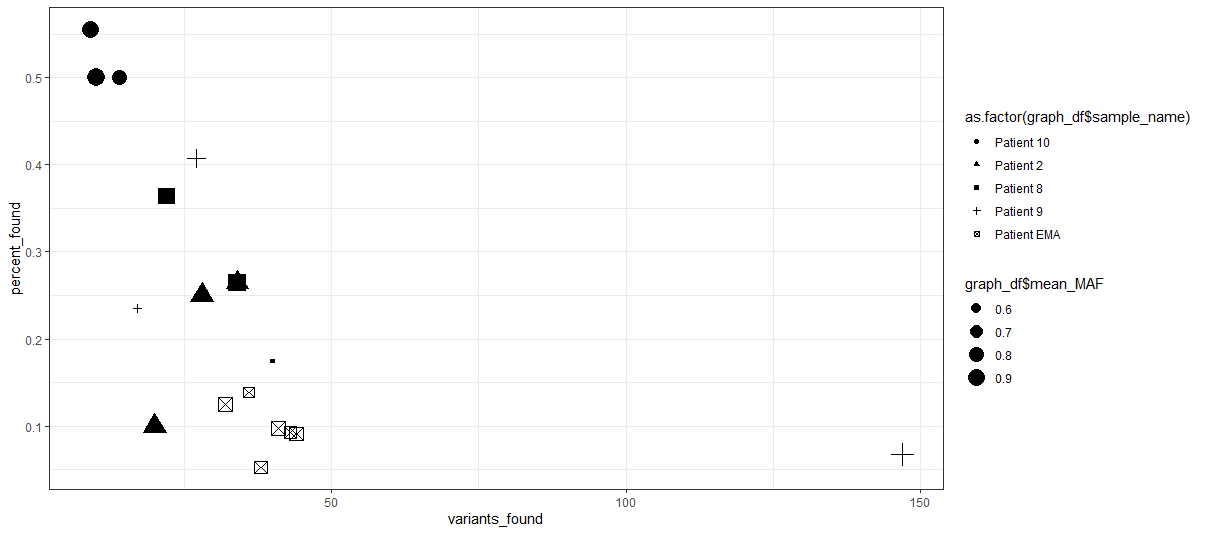 percent_found
0.5
0.4
0.3
0.2
0.1
50
100
150
variants_found
as.factor(graph_df$sample_name)
Patient 10
Patient 2
Patient 8
Patient 9
Patient EMA
graph_df$mean_MAF
0.6
0.7
0.8
0.9